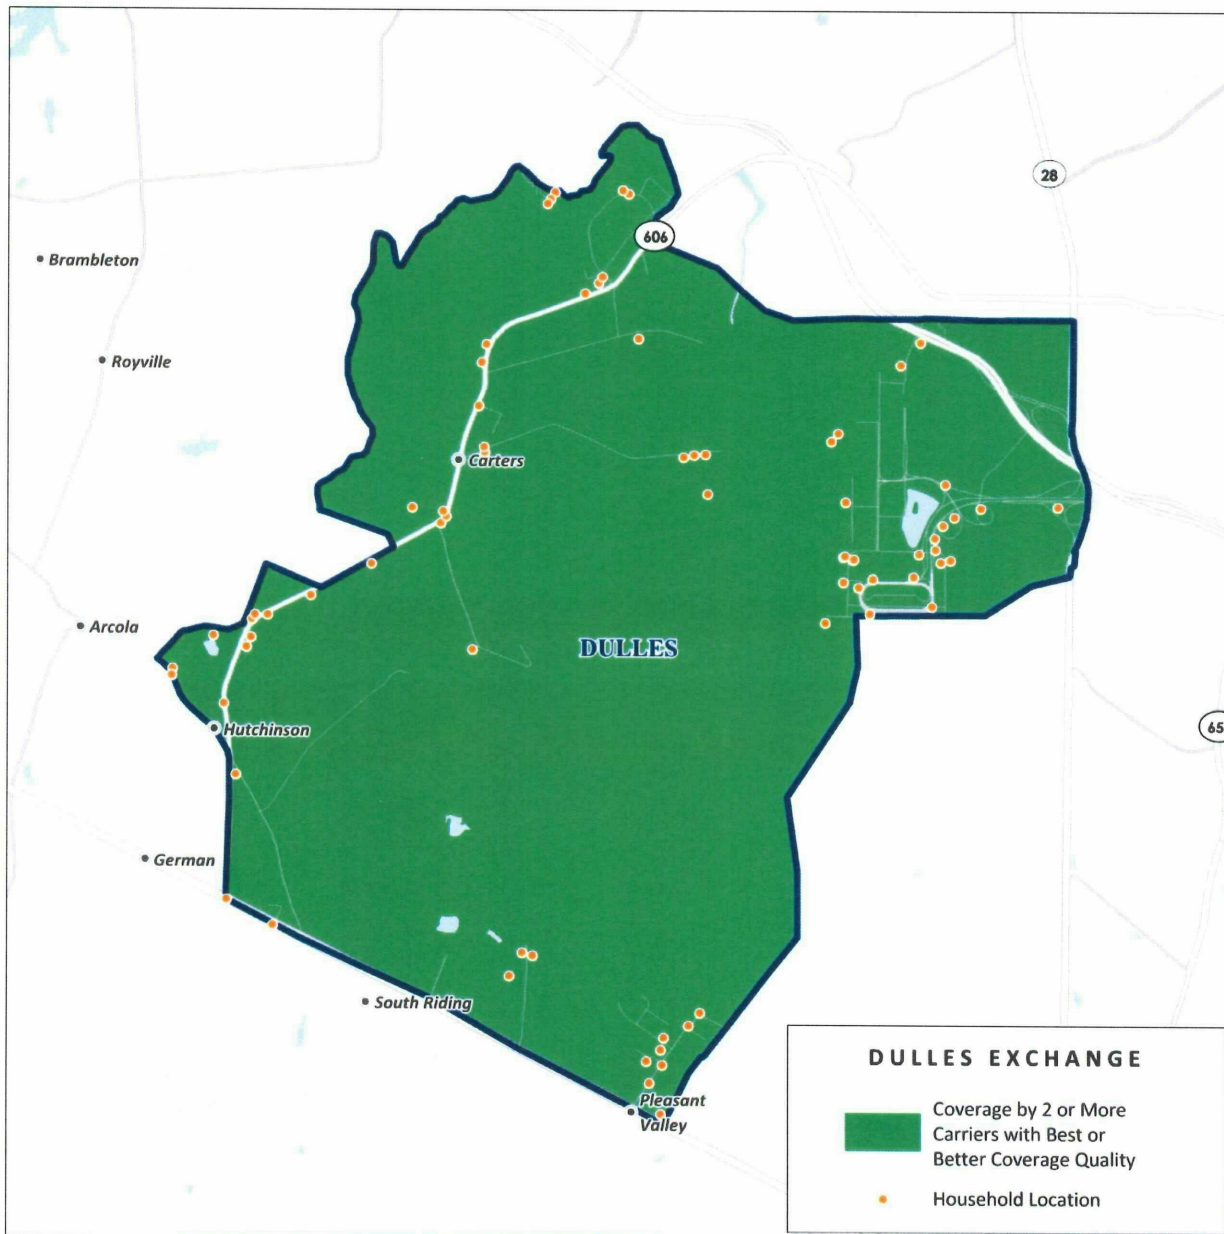 28
606
Brambleton
Royville
Carters
Arcola
DULLES
Hutchinson
65
German
South Riding
Pleasant
Valley
DULLES EXCHANGE
Coverage by 2 or More
Carriers with Best or
Better Coverage Quality
Household Location